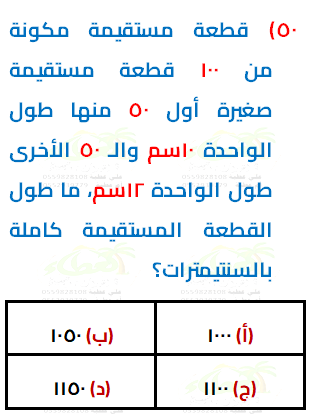 ٥٠) قطعة مستقيمة مكونة
من ١٠٠ قطعة مستقيمة
صغيرة أول ٥٠ منها طول
الواحدة ١٠سم والـ ٥٠ الأخرى
طول الواحدة ١٢سم، ما طول
القطعة المستقيمة كاملة
بالسنتيمترات؟
(أ) ١٠٠٠
(ب) ١٠٥٠
(ج) ١١٠٠
(د) ١١٥٠